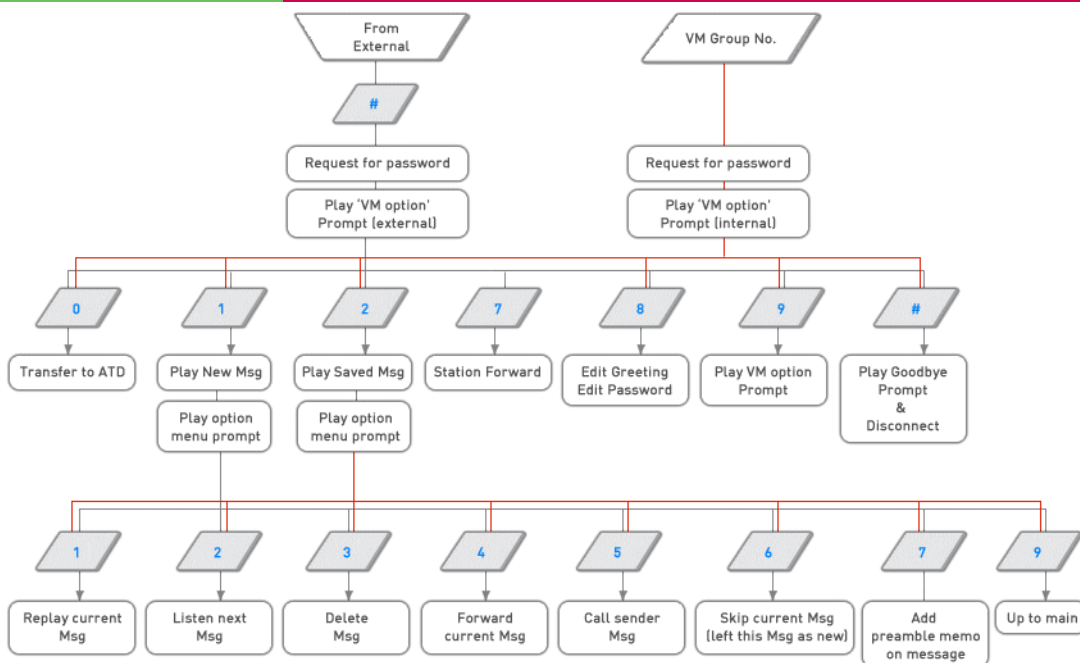 From
External
VM Group No.
#
Request for password
Request for password
Play ‘VM option'
Prompt (external)
Play ‘VM option'
Prompt (internal)
0
1
2
7
8
9
#
Transfer to ATD
Play New Msg
Play Saved Msg
Station Forward
Edit Greeting
Edit Password
Play VM option
Prompt
Play Goodbye
Prompt
&
Disconnect
Play option
menu prompt
Play option
menu prompt
1
2
3
4
5
6
7
9
Replay current
Msg
Listen next
Msg
Delete
Msg
Forward
current Msg
Call sender
Msg
Skip current Msg
(left this Msg as new)
Add
preamble memo
on message
Up to main